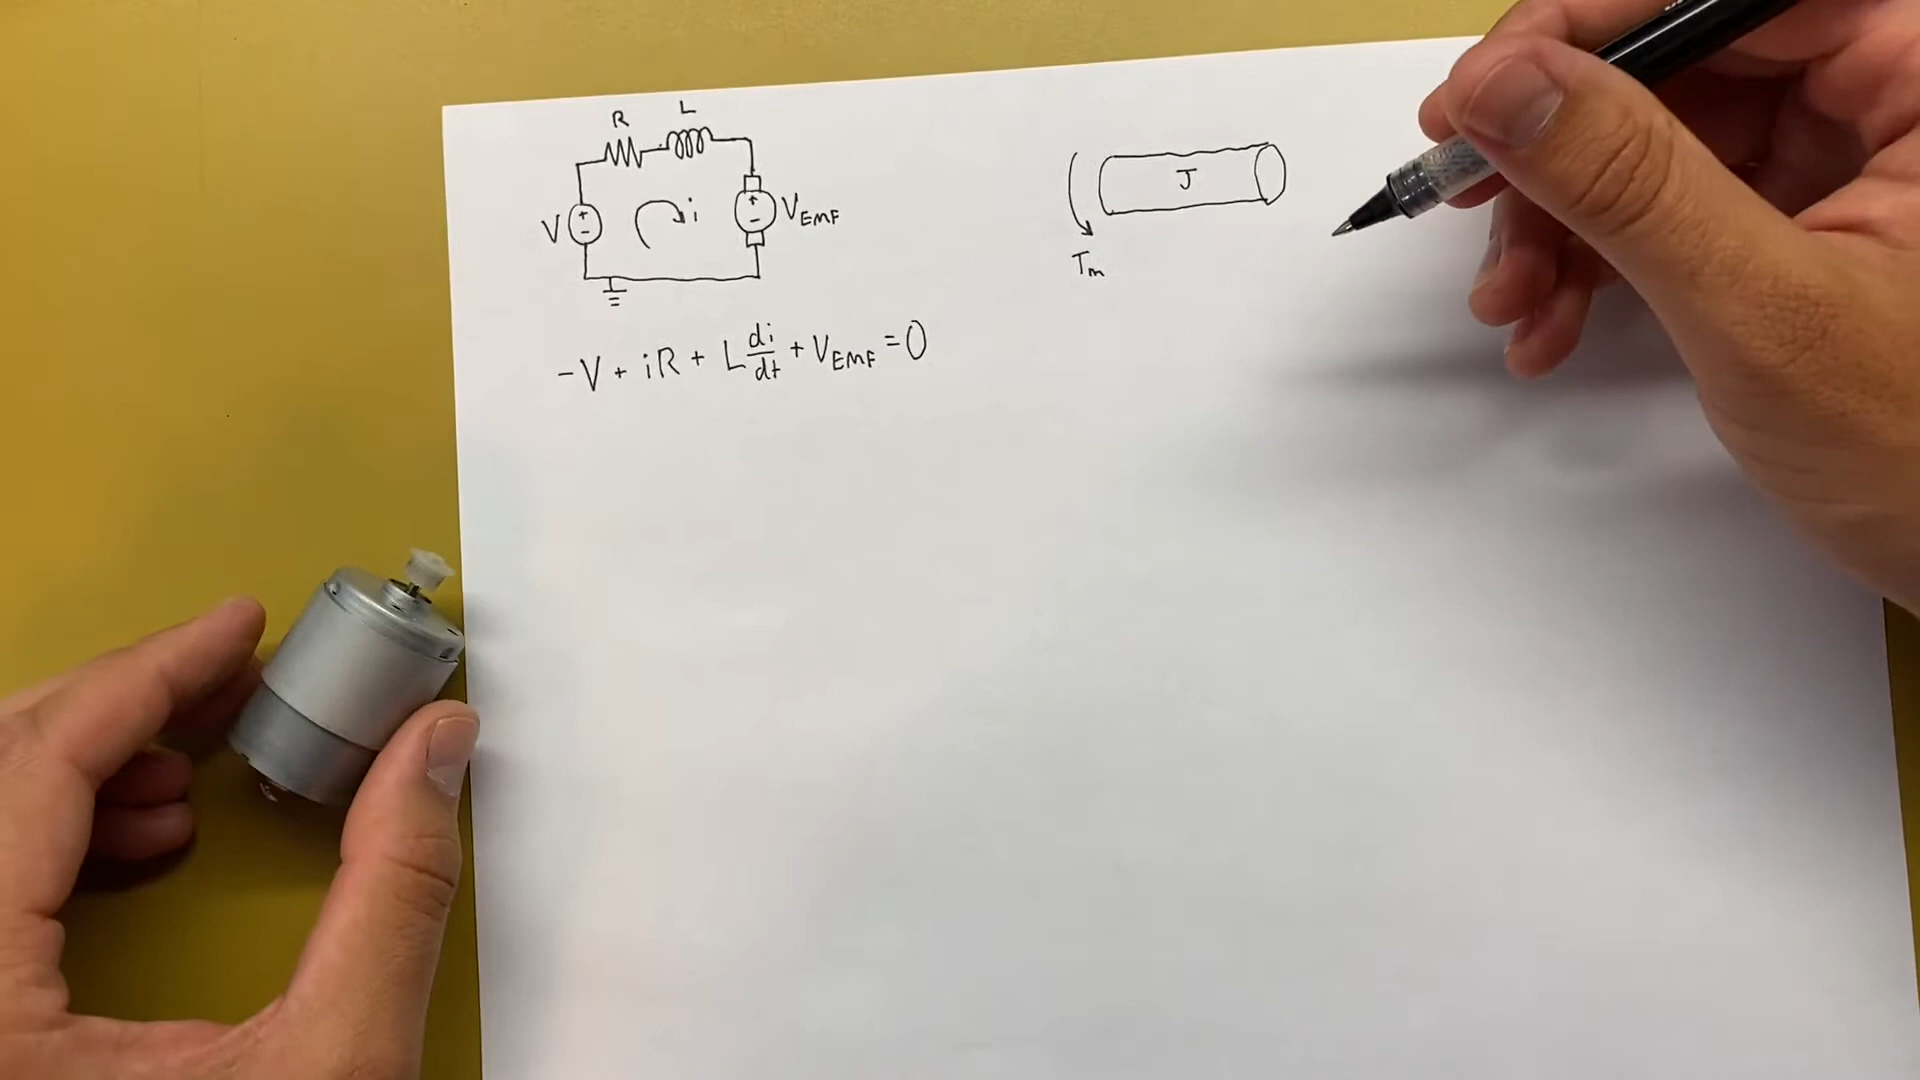 R
L
V
+
-
i
+
-
V_EMF
-V + iR + L di/dt + V_EMF = 0
J
T_m